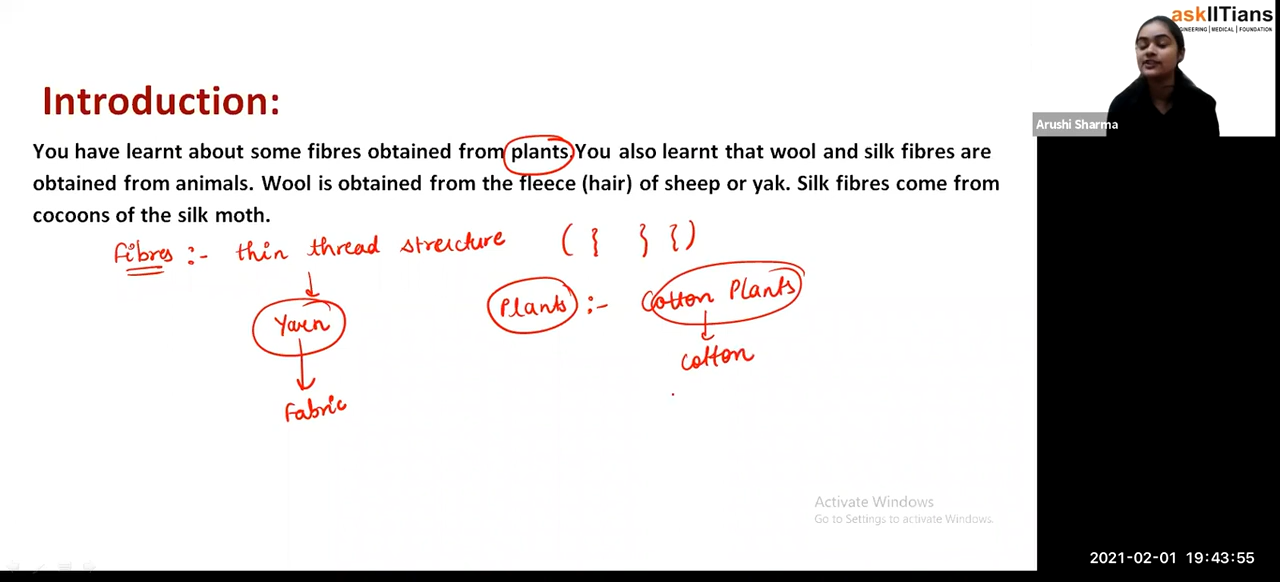 askIITians
ENGINEERING | MEDICAL | FOUNDATION
Introduction:
Arushi Sharma
You have learnt about some fibres obtained from plants. You also learnt that wool and silk fibres are
obtained from animals. Wool is obtained from the fleece (hair) of sheep or yak. Silk fibres come from
cocoons of the silk moth.
fibres :- thin thread structure
Plants :- Cotton Plants
Yarn
Cotton
Fabric
Activate Windows
Go to Settings to activate Windows.
2021-02-01 19:43:55